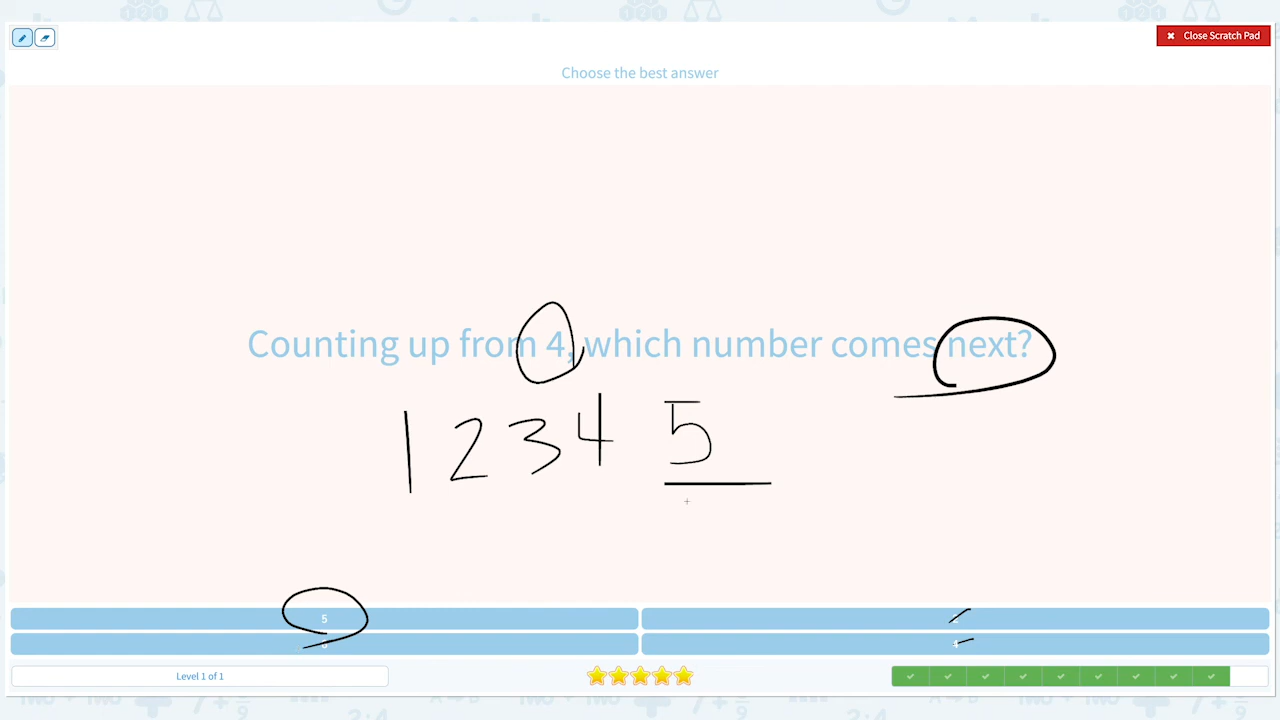 Close Scratch Pad
Choose the best answer
Counting up from 4, which number comes next?
1 2 3 4 5
5
Level 1 of 1